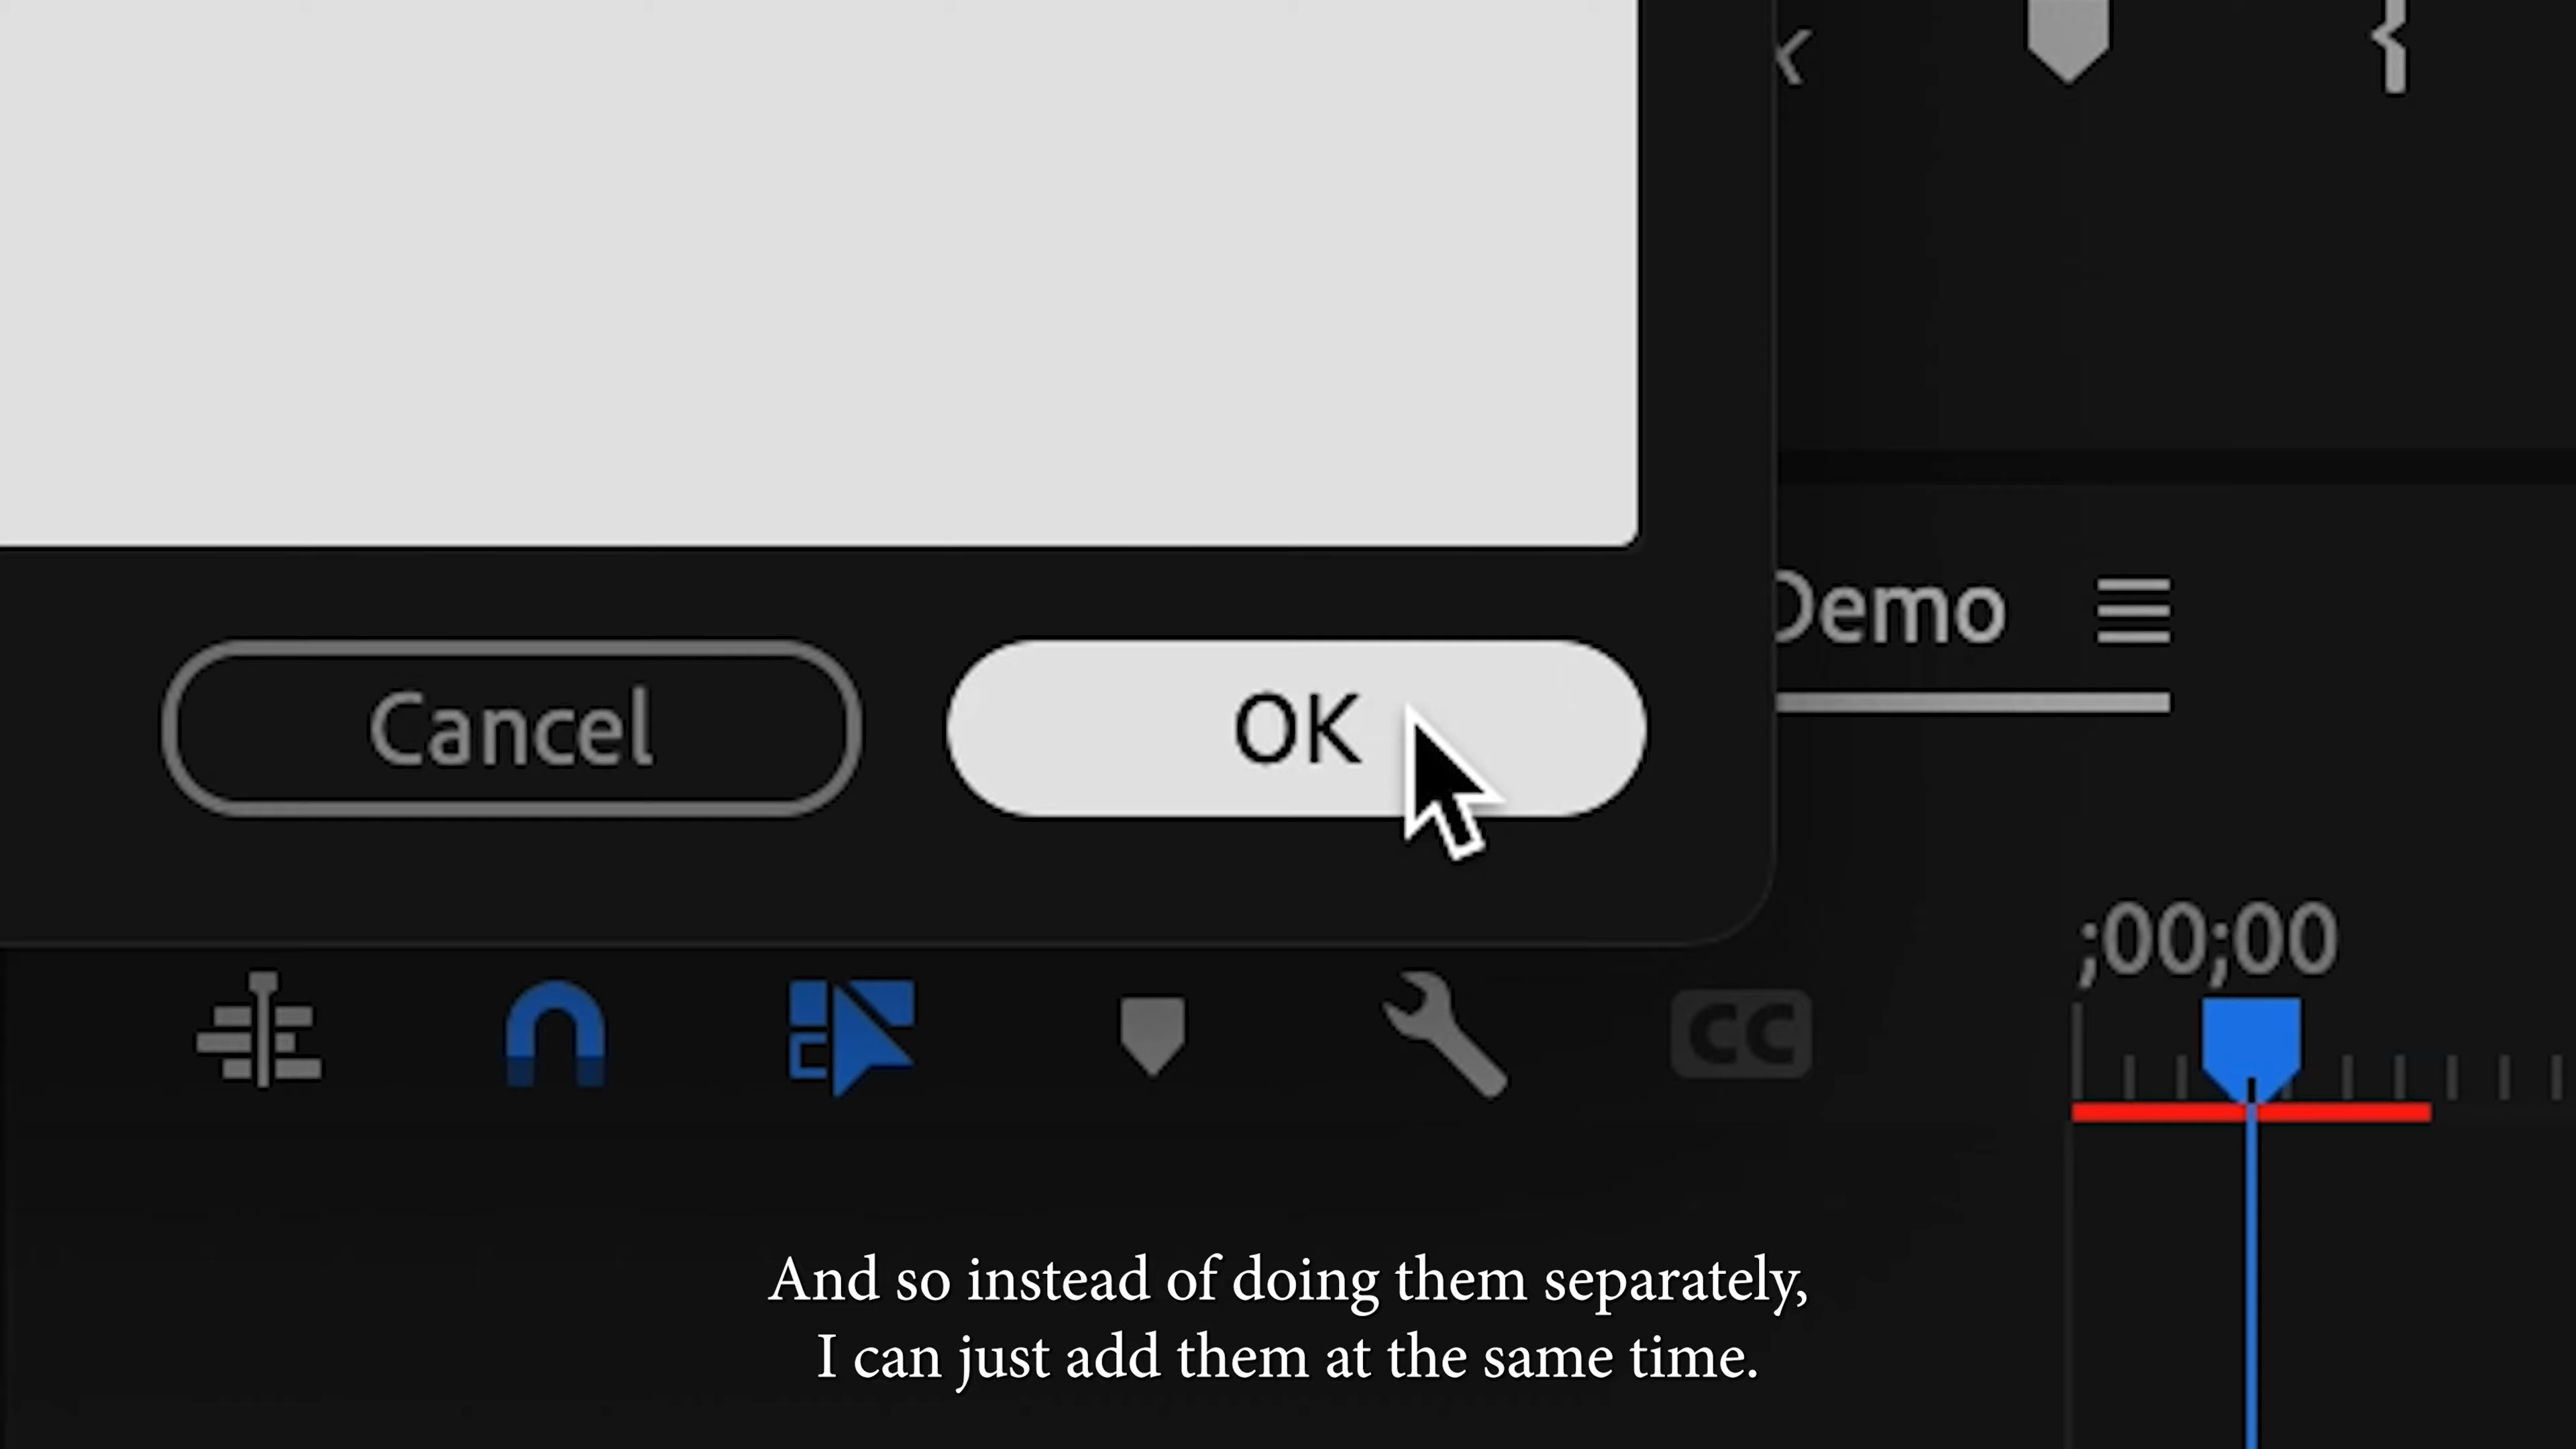 Demo
Cancel
OK
;00;00
CC
And so instead of doing them separately,
I can just add them at the same time.